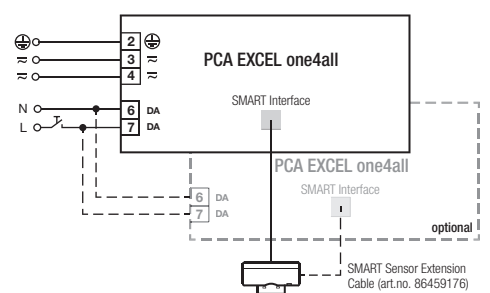 2
PCA EXCEL one4all
≂ 3 ≂
≂ 4 ≂
SMART Interface
N 6 DA
L 7 DA
PCA EXCEL one4all
SMART Interface
6 DA
7 DA
optional
SMART Sensor Extension
Cable (art.no. 86459176)